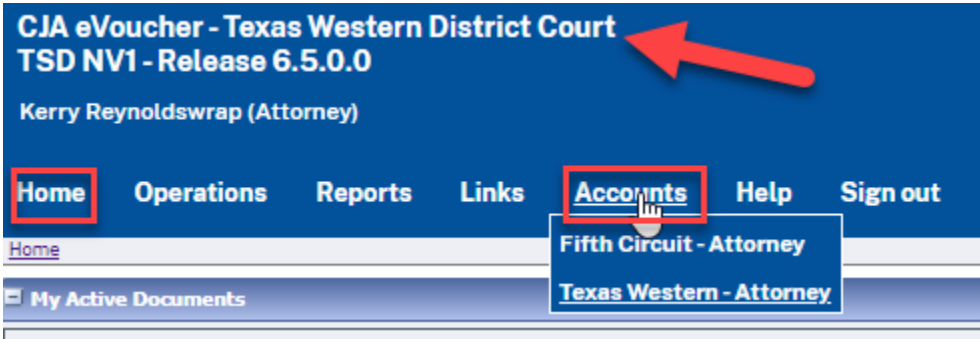 CJA eVoucher - Texas Western District Court
TSD NV1 - Release 6.5.0.0
Kerry Reynoldswrap (Attorney)
Home Operations Reports Links Accounts Help Sign out
Home
Fifth Circuit - Attorney
My Active Documents
Texas Western - Attorney